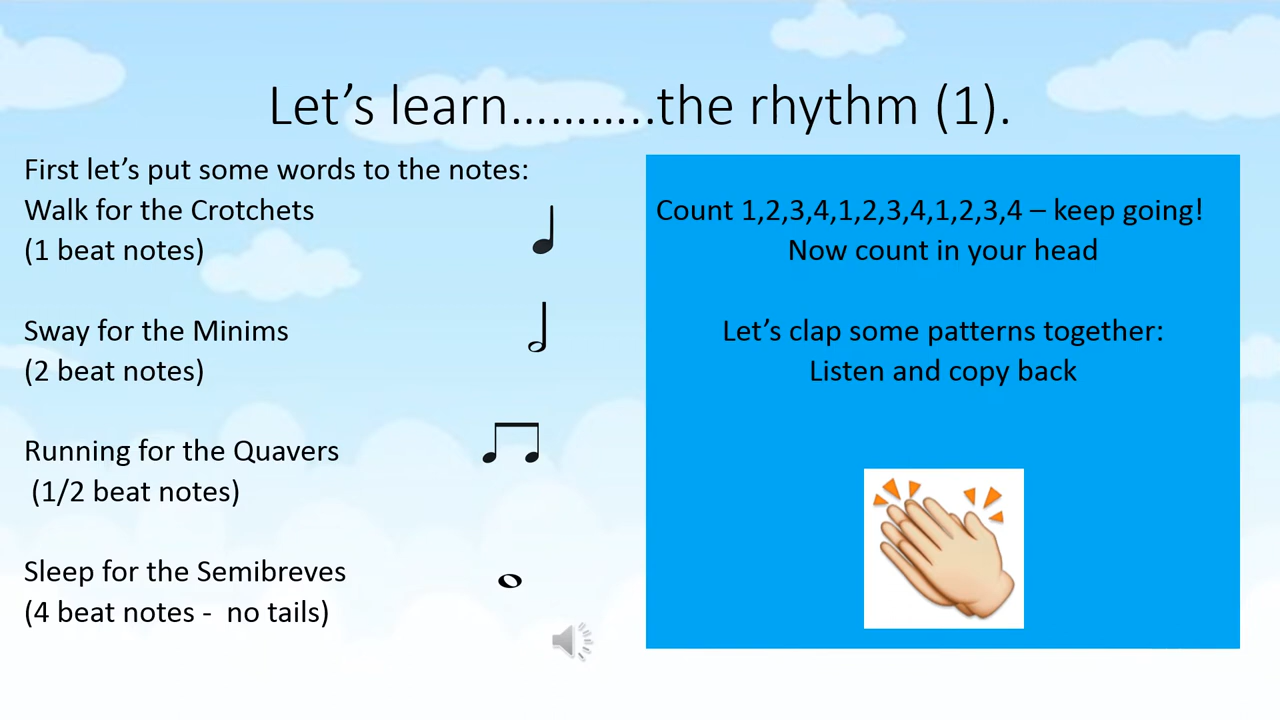 Let’s learn………..the rhythm (1).
First let’s put some words to the notes:
Walk for the Crotchets
(1 beat notes)
Sway for the Minims
(2 beat notes)
Running for the Quavers
(1/2 beat notes)
Sleep for the Semibreves
(4 beat notes -  no tails)
Count 1,2,3,4,1,2,3,4,1,2,3,4 – keep going!
Now count in your head
Let’s clap some patterns together:
Listen and copy back